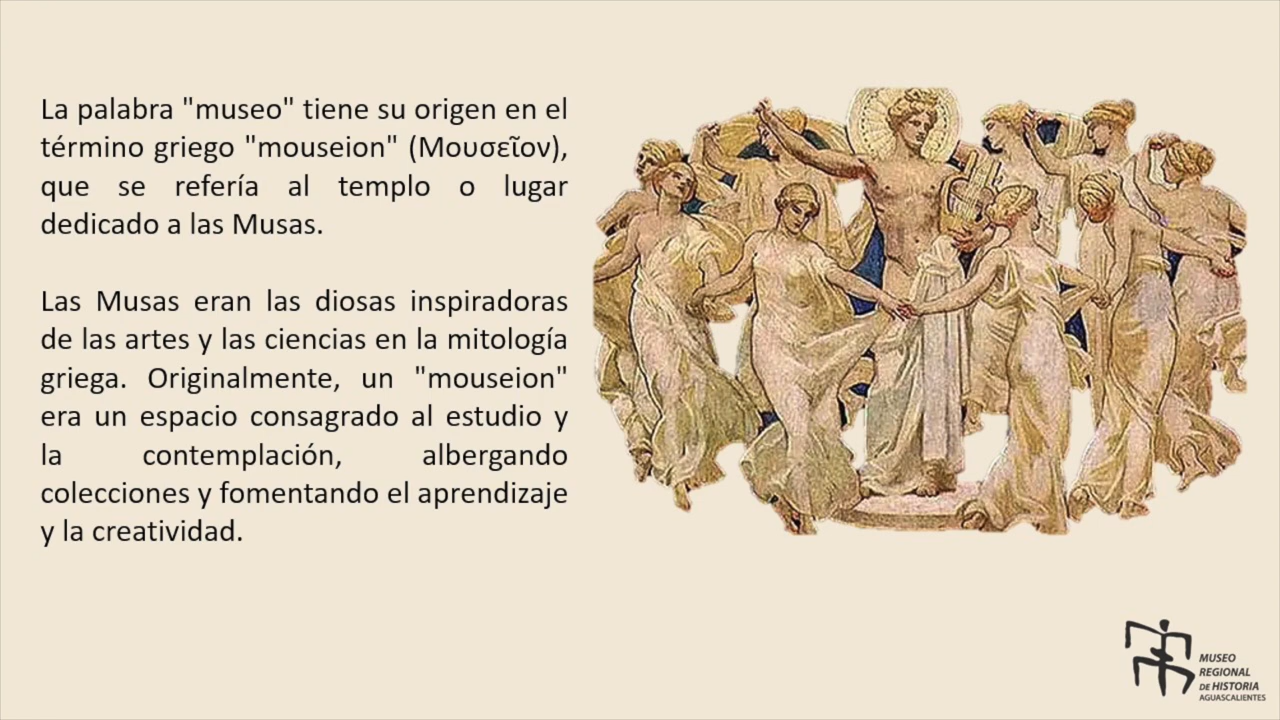 La palabra "museo" tiene su origen en el
término griego "mouseion" (Μουσεῖον),
que se refería al templo o lugar
dedicado a las Musas.
Las Musas eran las diosas inspiradoras
de las artes y las ciencias en la mitología
griega. Originalmente, un "mouseion"
era un espacio consagrado al estudio y
la contemplación, albergando
colecciones y fomentando el aprendizaje
y la creatividad.
MUSEO
REGIONAL
DE HISTORIA
AGUASCALIENTES